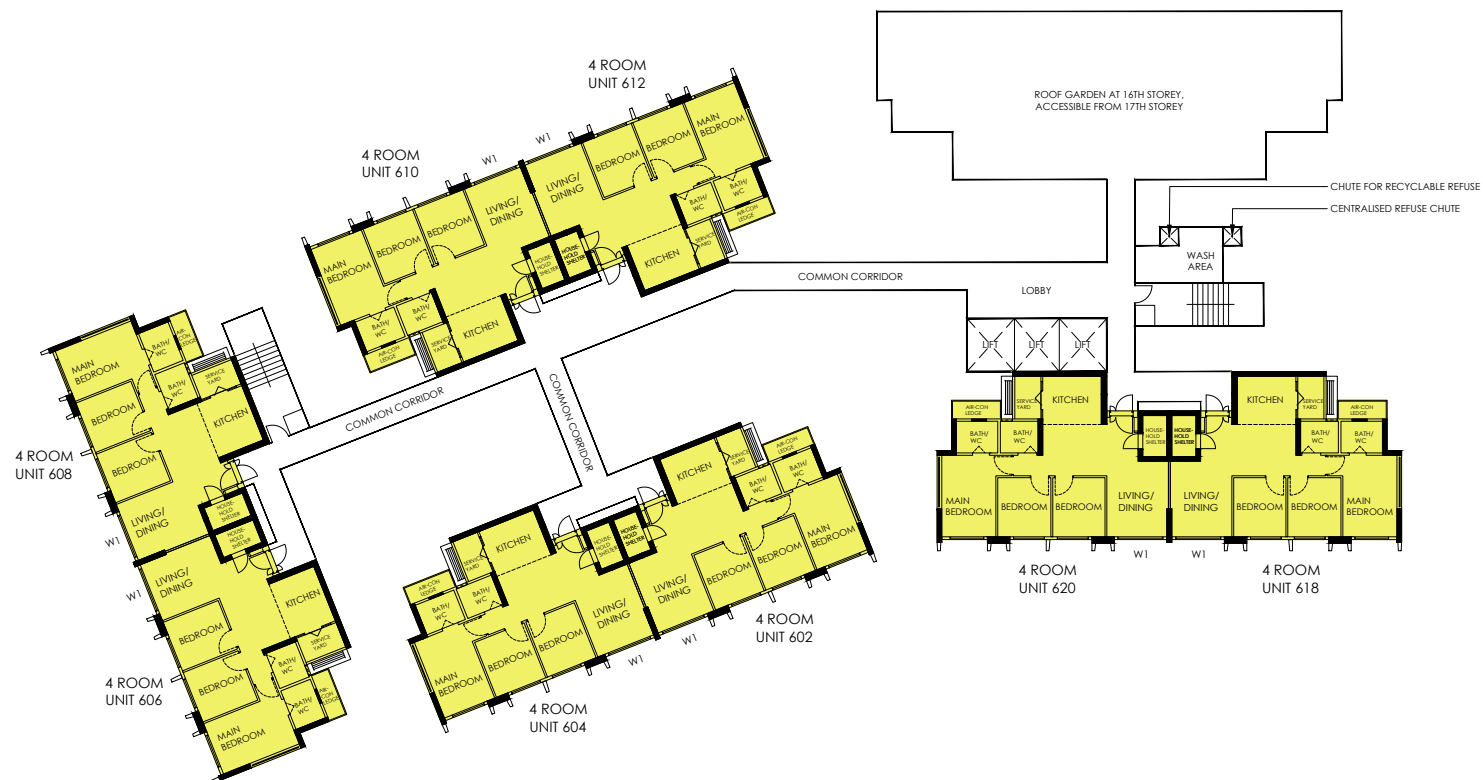 4 ROOM
UNIT 612
MAIN
BEDROOM
BEDROOM
BEDROOM
LIVING/
DINING
W1
BATH/
WC
BATH/
WC
AIR-CON
LEDGE
SERVICE
YARD
KITCHEN
HOUSE-
HOLD
SHELTER
4 ROOM
UNIT 610
W1
LIVING/
DINING
BEDROOM
BEDROOM
MAIN
BEDROOM
HOUSE-
HOLD
SHELTER
BATH/
WC
BATH/
WC
AIR-CON
LEDGE
SERVICE
YARD
KITCHEN
ROOF GARDEN AT 16TH STOREY,
ACCESSIBLE FROM 17TH STOREY
CHUTE FOR RECYCLABLE REFUSE
CENTRALISED REFUSE CHUTE
WASH
AREA
COMMON CORRIDOR
LOBBY
LIFT
LIFT
LIFT
COMMON CORRIDOR
COMMON CORRIDOR
4 ROOM
UNIT 608
MAIN
BEDROOM
BATH/
WC
AIR-
CON
LEDGE
BATH/
WC
SERVICE
YARD
BEDROOM
KITCHEN
BEDROOM
LIVING/
DINING
W1
HOUSE-
HOLD
SHELTER
4 ROOM
UNIT 606
HOUSE-
HOLD
SHELTER
W1
LIVING/
DINING
KITCHEN
BEDROOM
SERVICE
YARD
BEDROOM
BATH/
WC
BATH/
WC
AIR-
CON
LEDGE
MAIN
BEDROOM
4 ROOM
UNIT 604
KITCHEN
SERVICE
YARD
AIR-CON
LEDGE
BATH/
WC
BATH/
WC
HOUSE-
HOLD
SHELTER
MAIN
BEDROOM
BEDROOM
BEDROOM
LIVING/
DINING
W1
4 ROOM
UNIT 602
KITCHEN
SERVICE
YARD
AIR-CON
LEDGE
BATH/
WC
BATH/
WC
HOUSE-
HOLD
SHELTER
LIVING/
DINING
BEDROOM
BEDROOM
MAIN
BEDROOM
W1
4 ROOM
UNIT 620
AIR-CON
LEDGE
SERVICE
YARD
KITCHEN
BATH/
WC
BATH/
WC
HOUSE-
HOLD
SHELTER
MAIN
BEDROOM
BEDROOM
BEDROOM
LIVING/
DINING
W1
4 ROOM
UNIT 618
KITCHEN
SERVICE
YARD
AIR-CON
LEDGE
HOUSE-
HOLD
SHELTER
BATH/
WC
BATH/
WC
LIVING/
DINING
BEDROOM
BEDROOM
MAIN
BEDROOM
W1